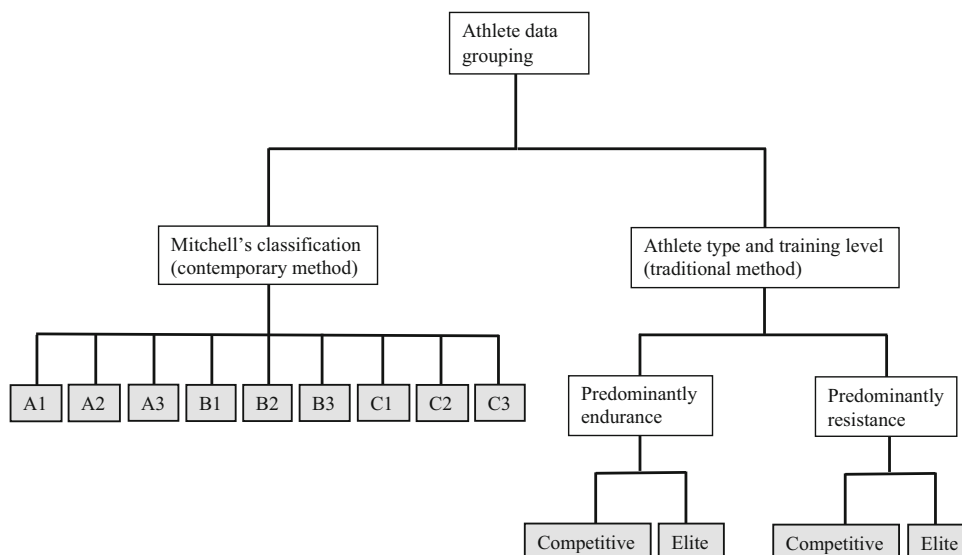 Athlete data
grouping
Mitchell’s classification
(contemporary method)
Athlete type and training level
(traditional method)
A1 A2 A3 B1 B2 B3 C1 C2 C3
Predominantly
endurance
Predominantly
resistance
Competitive Elite Competitive Elite